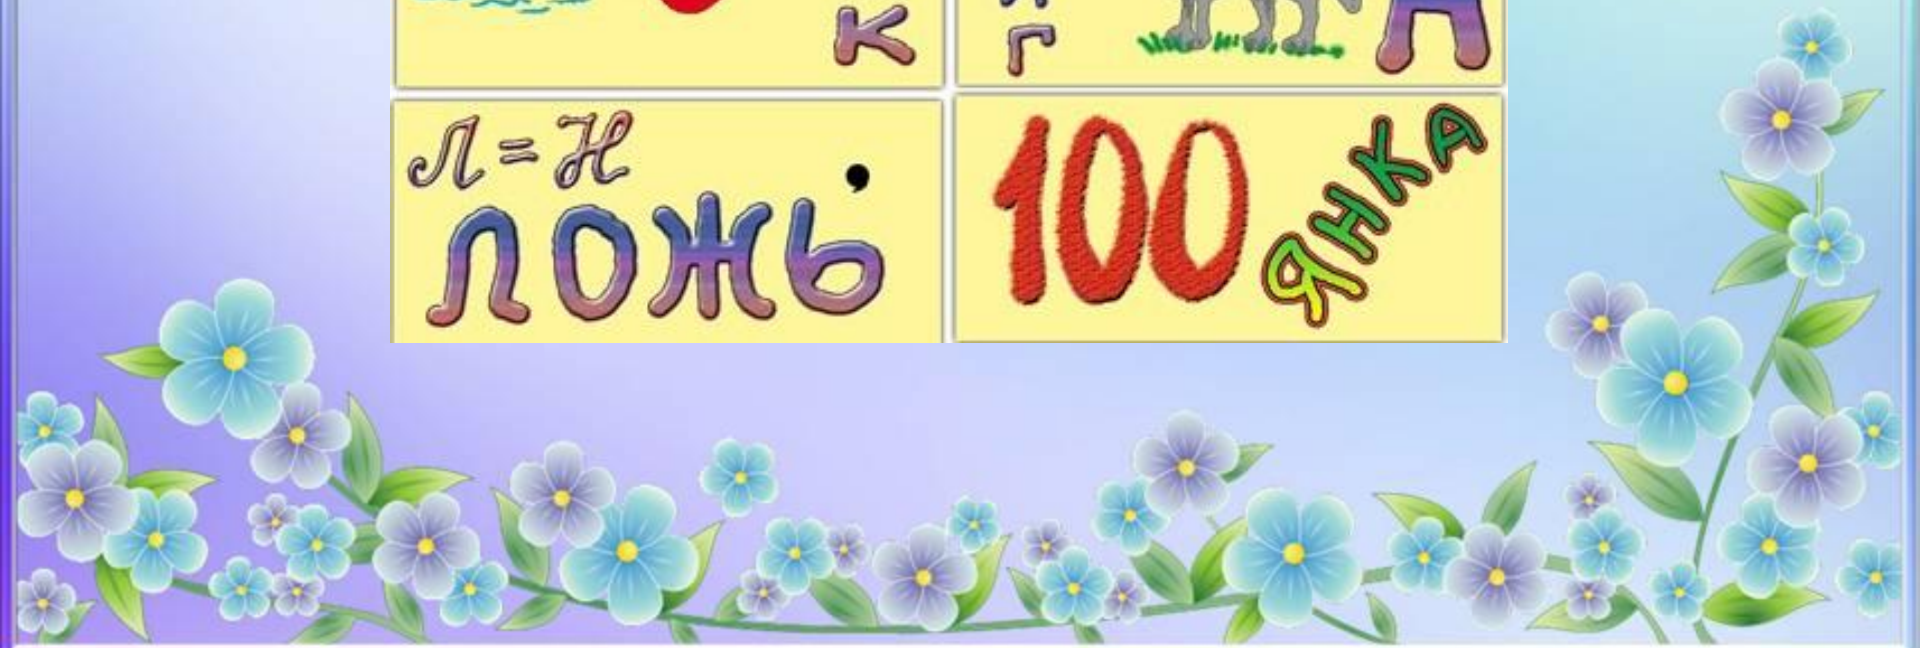 К
Г
Л = Н
ЛОЖЬ ,
100 ЯНКА